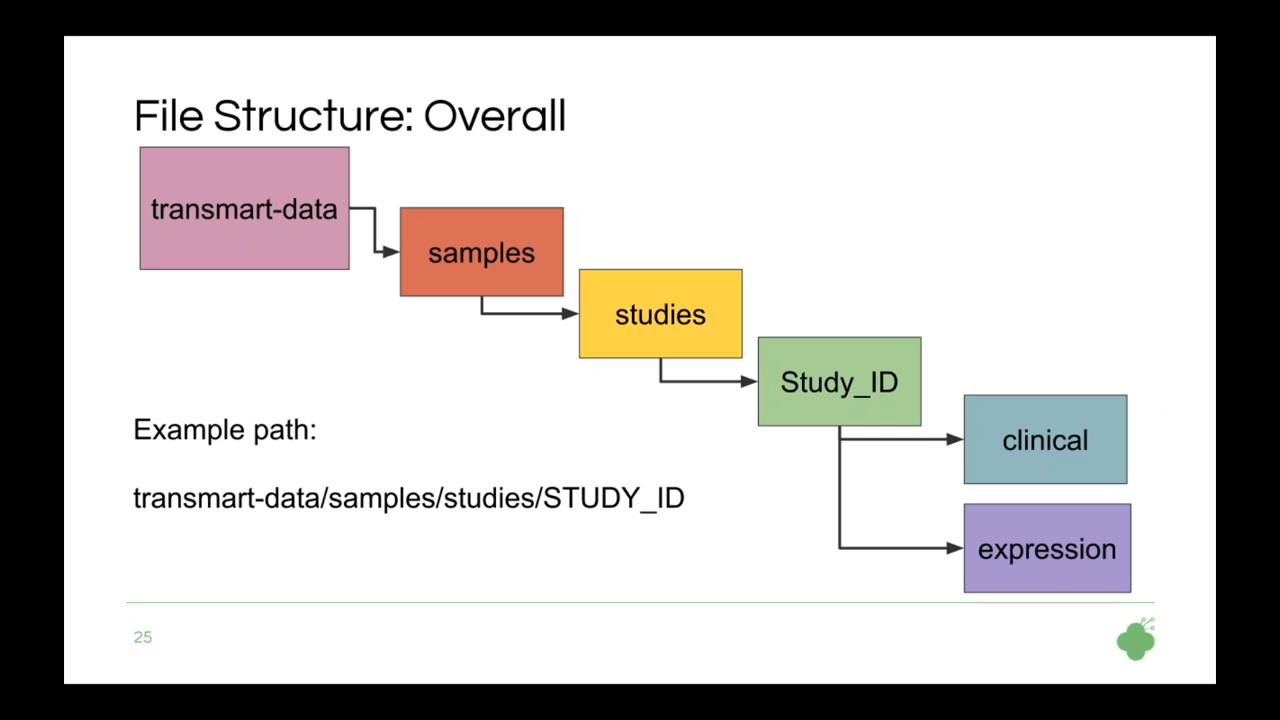 File Structure: Overall
transmart-data
samples
studies
Study_ID
clinical
expression
Example path:
transmart-data/samples/studies/STUDY_ID
25